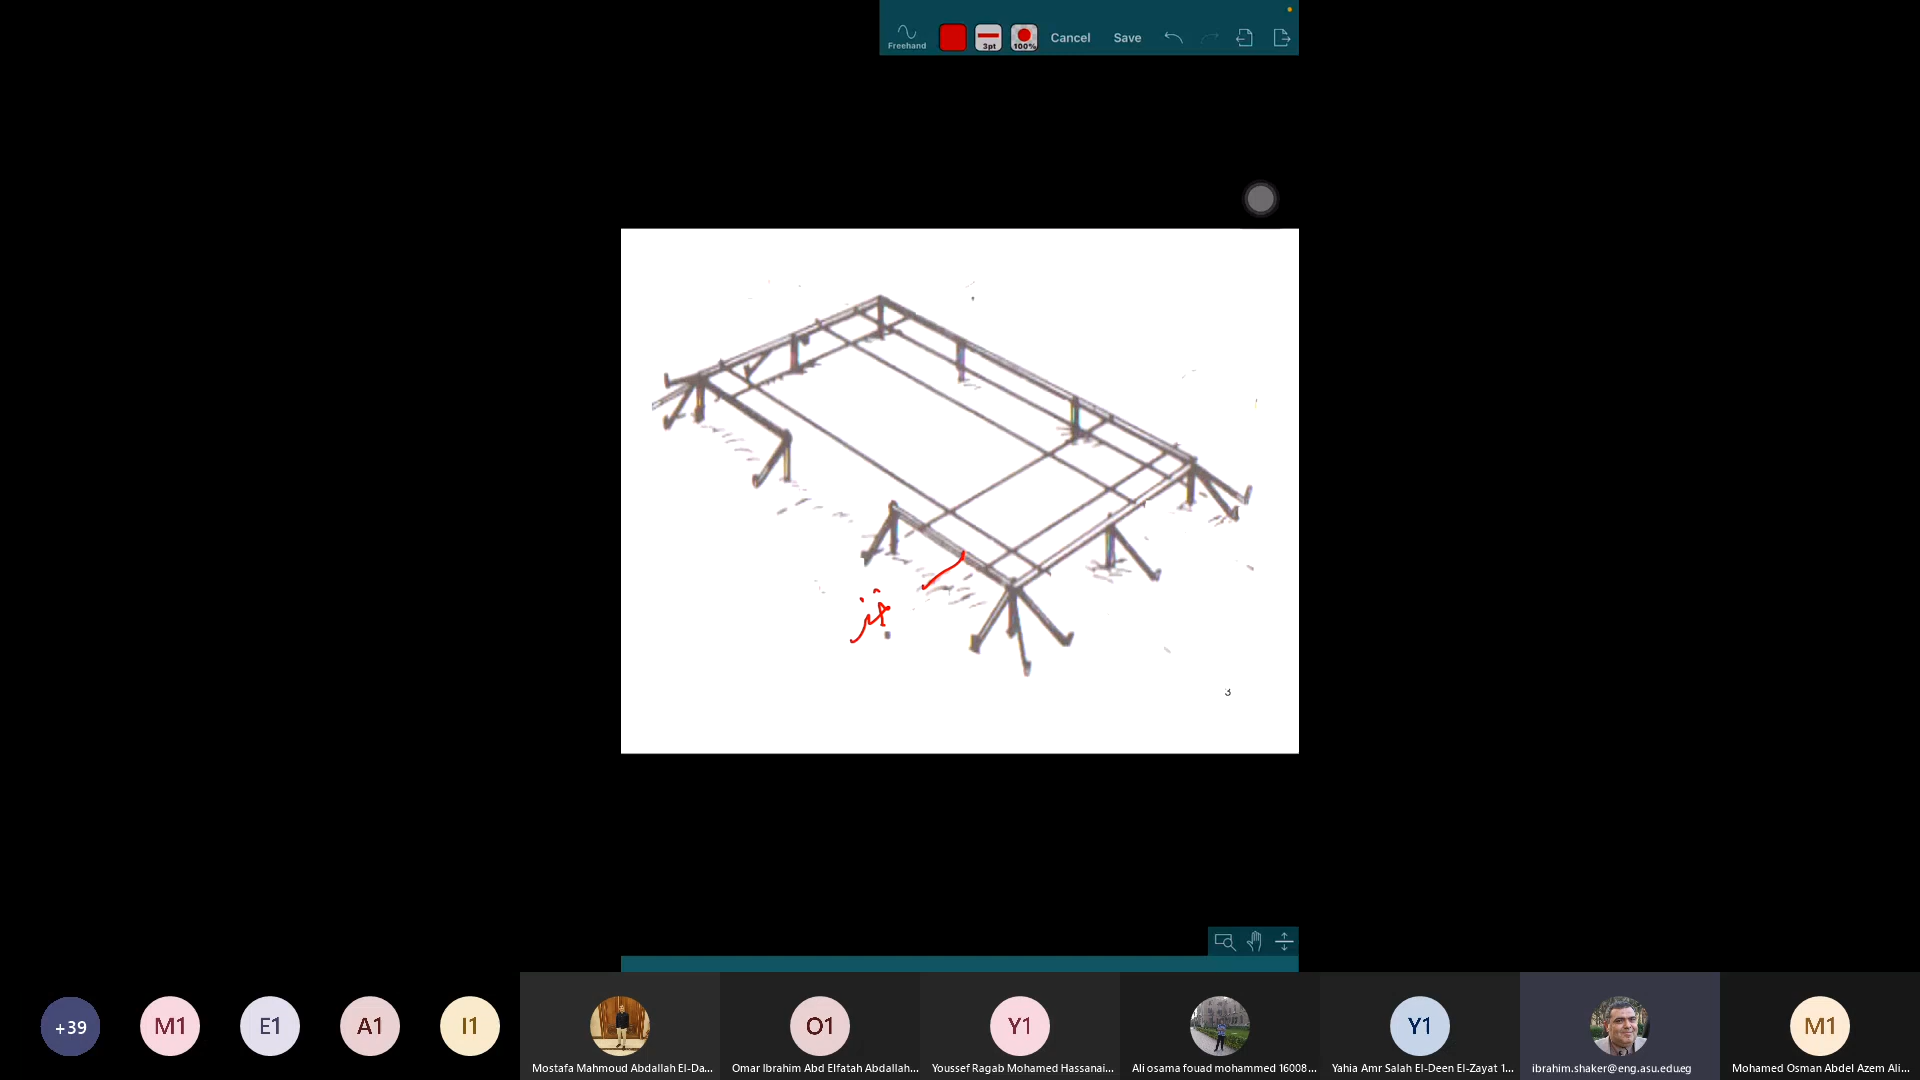 Freehand
3pt
100%
Cancel
Save
3
+39
M1
E1
A1
I1
O1
Y1
Y1
M1
Mostafa Mahmoud Abdallah El-Da...
Omar Ibrahim Abd Elfatah Abdallah...
Youssef Ragab Mohamed Hassanai...
Ali osama fouad mohammed 16008...
Yahia Amr Salah El-Deen El-Zayat 1...
ibrahim.shaker@eng.asu.edu.eg
Mohamed Osman Abdel Azem Ali...